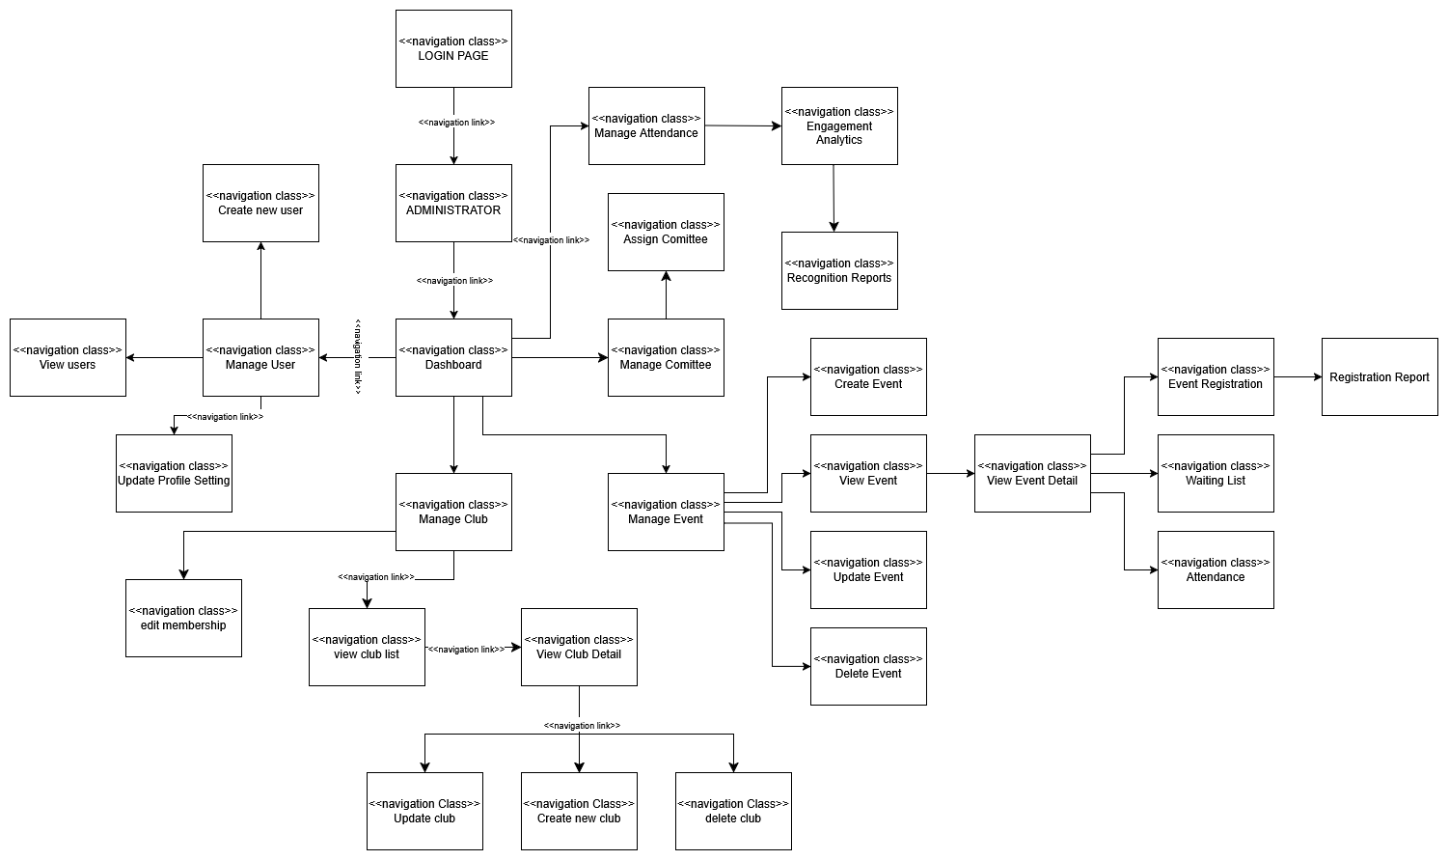 <<navigation class>>
LOGIN PAGE
<<navigation link>>
<<navigation class>>
Manage Attendance
<<navigation class>>
Engagement
Analytics
<<navigation class>>
Create new user
<<navigation class>>
ADMINISTRATOR
<<navigation link>>
<<navigation class>>
Assign Comittee
<<navigation class>>
Recognition Reports
<<navigation link>>
<<navigation class>>
View users
<<navigation class>>
Manage User
<<navigation link>>
<<navigation class>>
Dashboard
<<navigation class>>
Manage Comittee
<<navigation class>>
Create Event
<<navigation class>>
Event Registration
Registration Report
<<navigation link>>
<<navigation class>>
Update Profile Setting
<<navigation class>>
View Event
<<navigation class>>
View Event Detail
<<navigation class>>
Waiting List
<<navigation class>>
Manage Club
<<navigation class>>
Manage Event
<<navigation class>>
Update Event
<<navigation class>>
Attendance
<<navigation link>>
<<navigation class>>
edit membership
<<navigation class>>
view club list
<<navigation link>>
<<navigation class>>
View Club Detail
<<navigation class>>
Delete Event
<<navigation link>>
<<navigation Class>>
Update club
<<navigation Class>>
Create new club
<<navigation Class>>
delete club